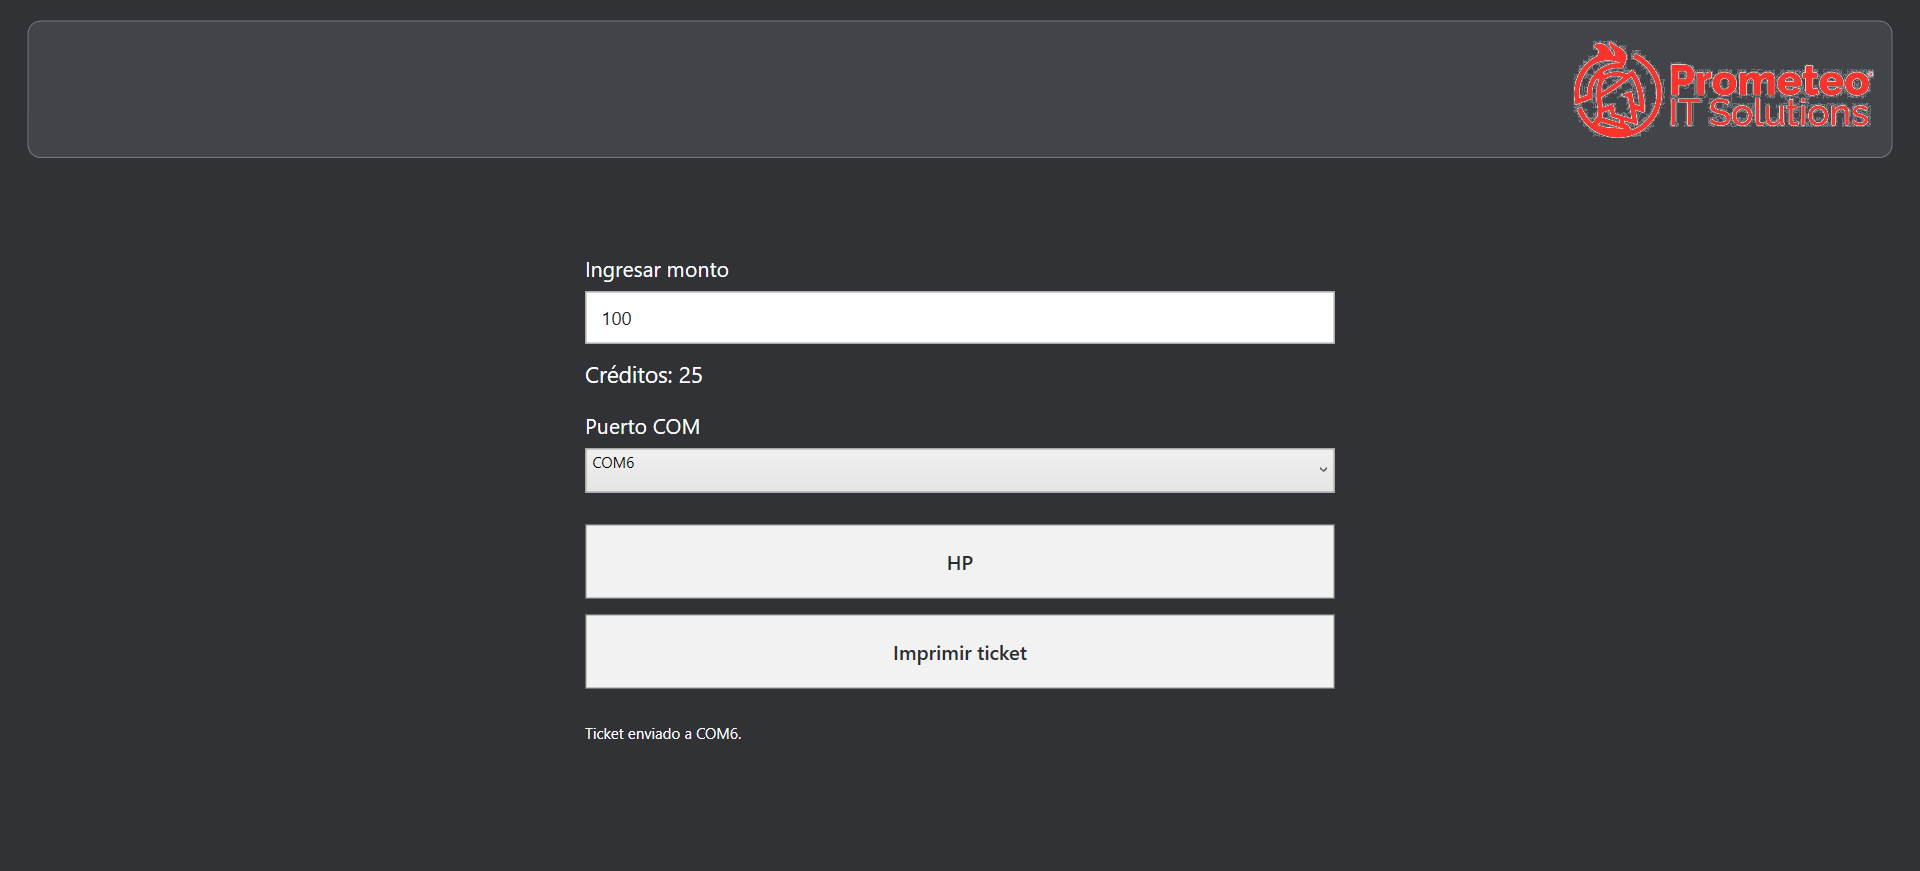 Prometeo
IT Solutions
Ingresar monto
100
Créditos: 25
Puerto COM
COM6
HP
Imprimir ticket
Ticket enviado a COM6.